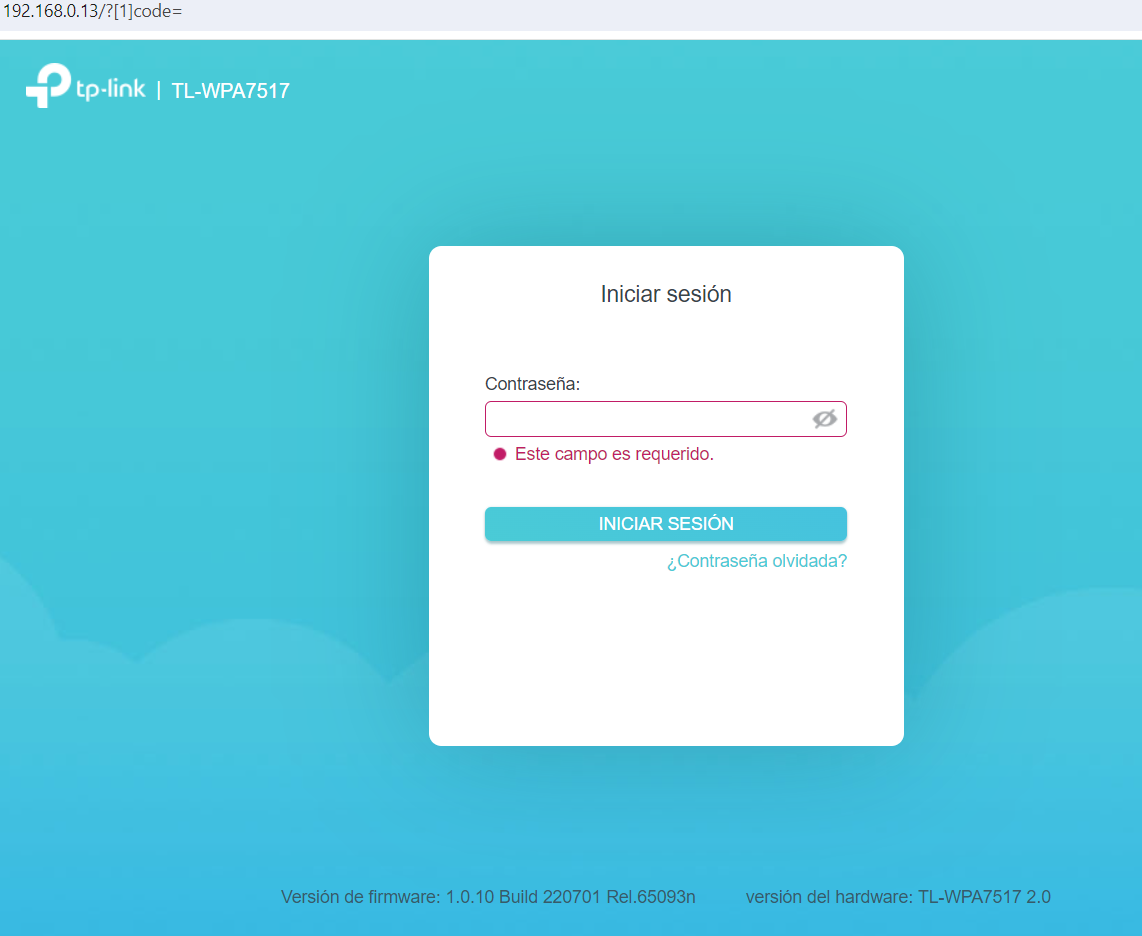 192.168.0.13/?[1]code=
tp-link | TL-WPA7517
Iniciar sesión
Contraseña:
Este campo es requerido.
INICIAR SESIÓN
¿Contraseña olvidada?
Versión de firmware: 1.0.10 Build 220701 Rel.65093n versión del hardware: TL-WPA7517 2.0